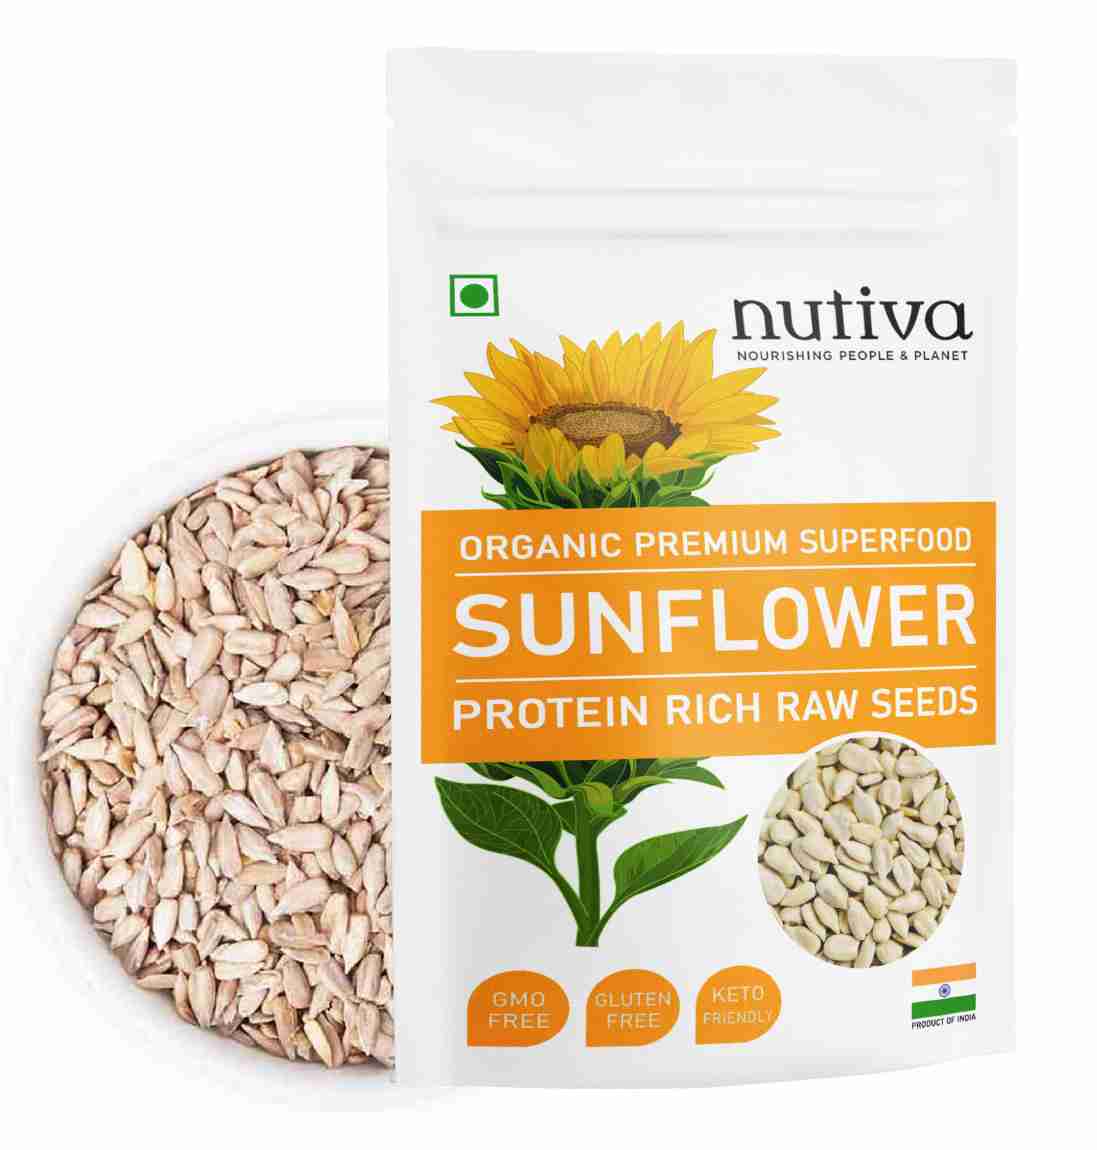 nutiva
NOURISHING PEOPLE & PLANET
ORGANIC PREMIUM SUPERFOOD
SUNFLOWER
PROTEIN RICH RAW SEEDS
GMO
FREE
GLUTEN
FREE
KETO
FRIENDLY
PRODUCT OF INDIA